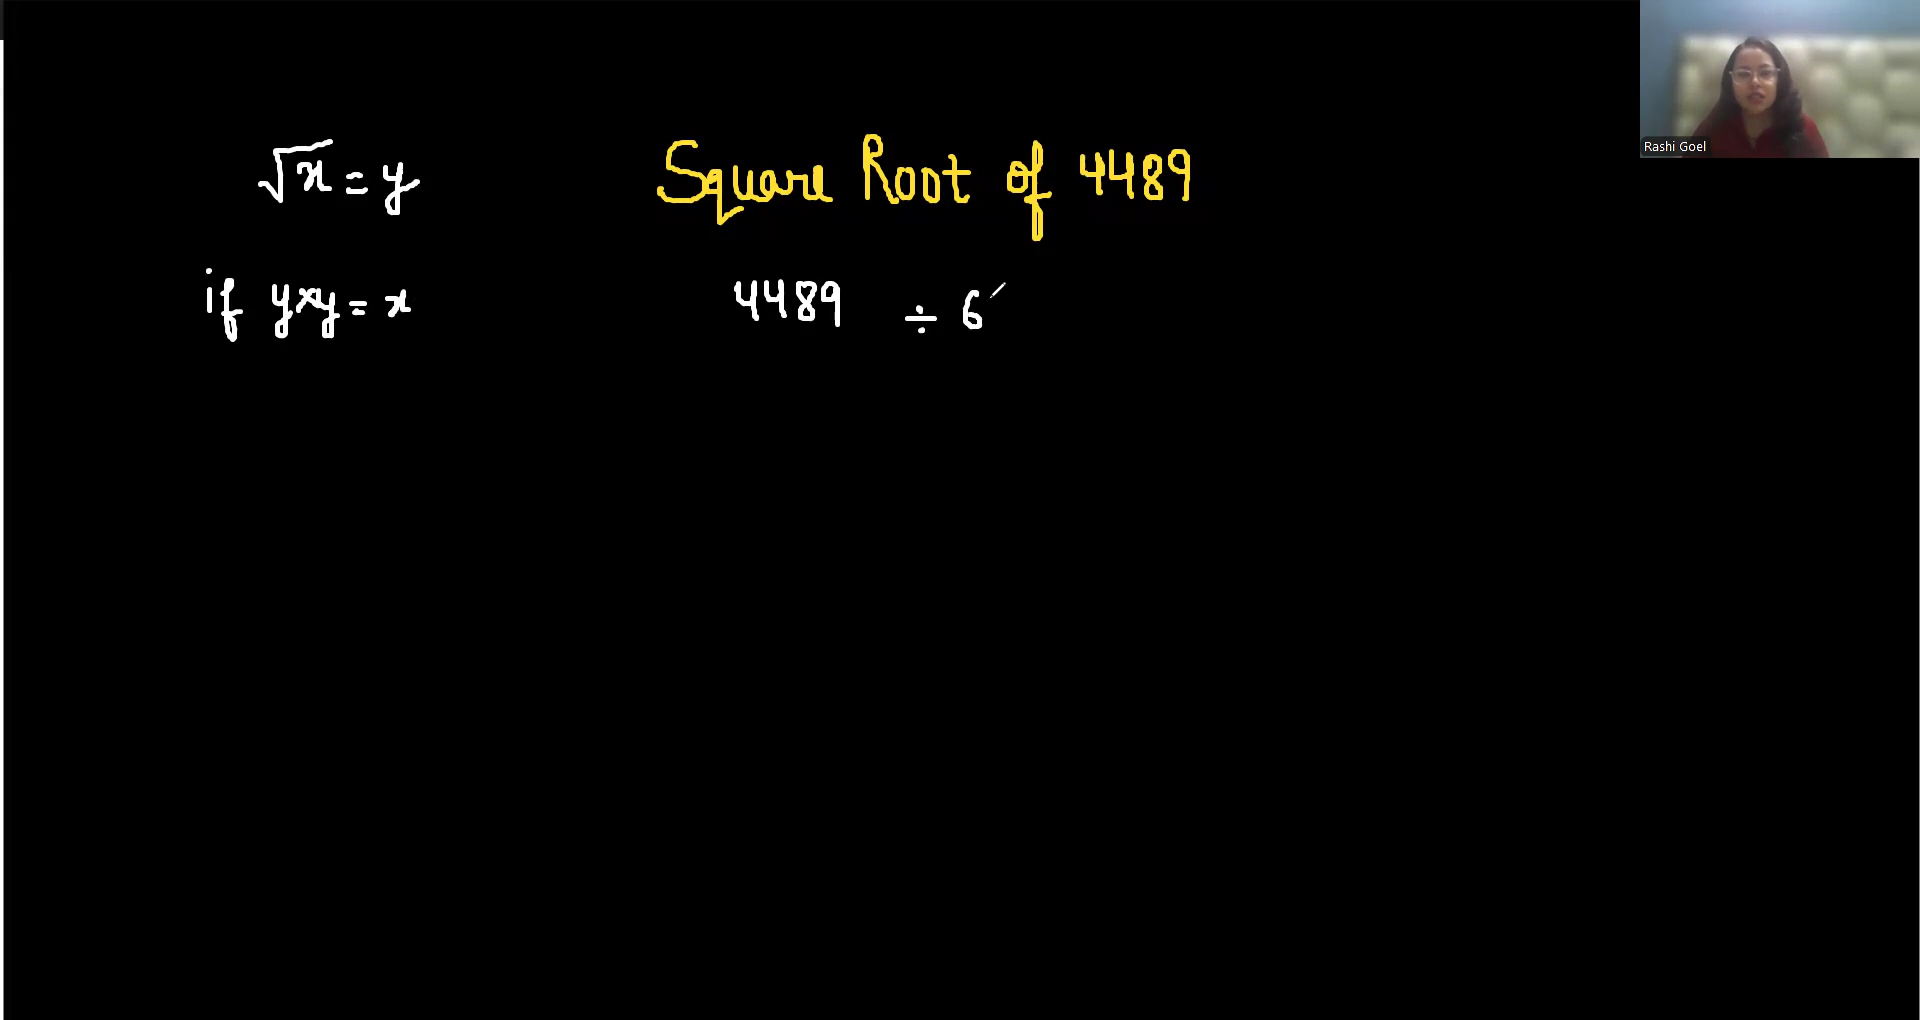 √x = y
Square Root of 4489
if y×y = x
4489 ÷ 6
Rashi Goel